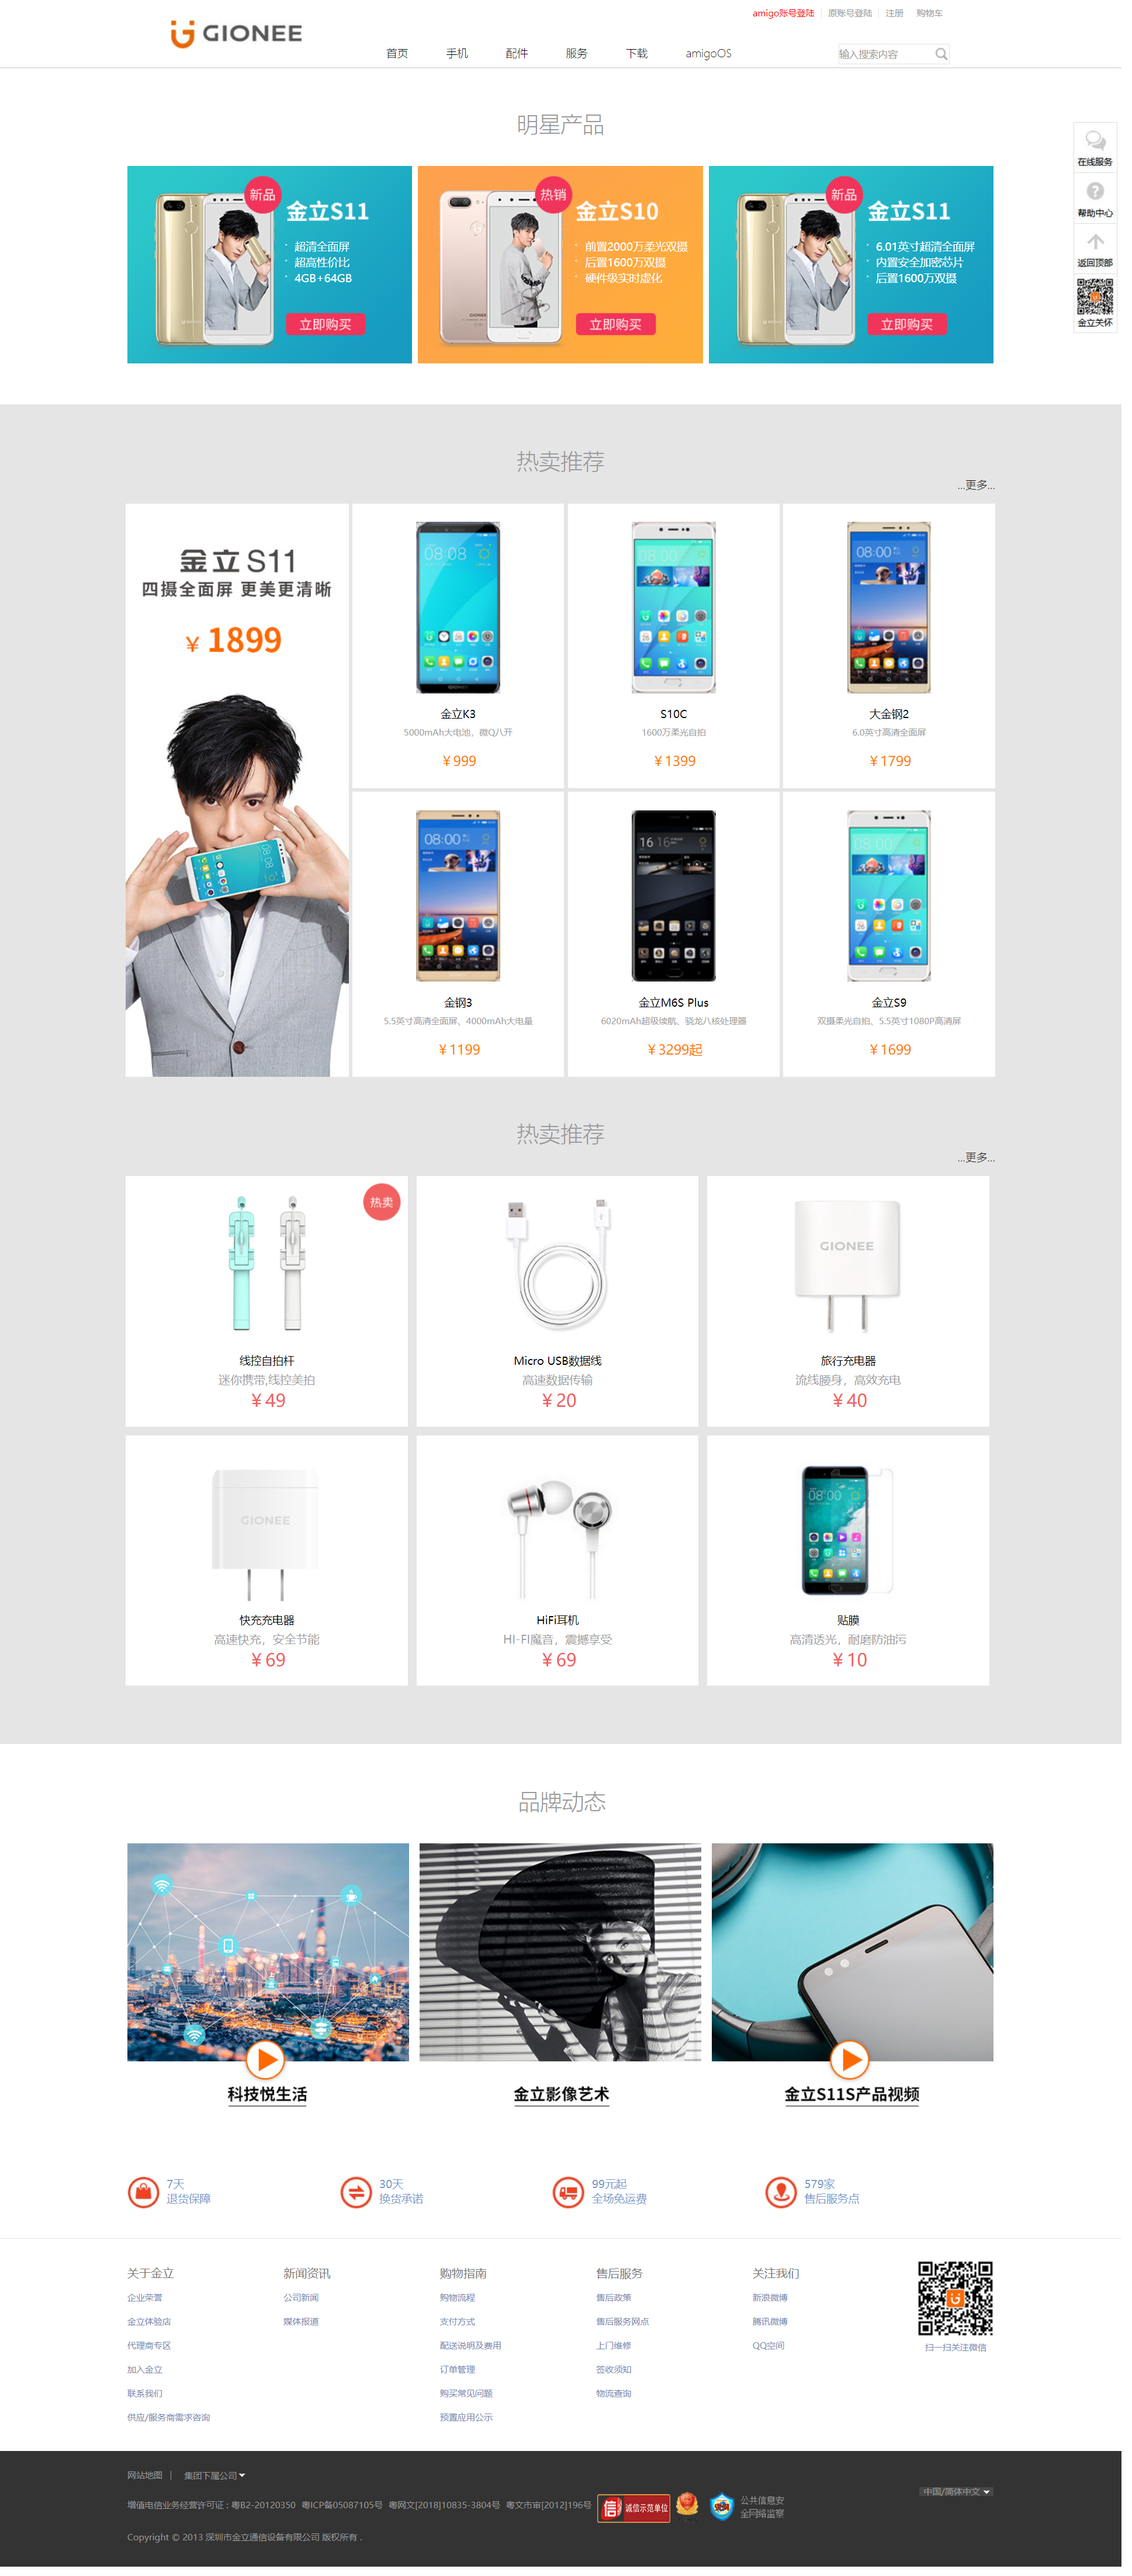 amigo账号登陆 | 原账号登陆 | 注册 购物车
GIONEE
首页 手机 配件 服务 下载 amigoOS
输入搜索内容
明星产品
在线服务
帮助中心
返回顶部
金立关怀
新品
金立S11
超清全面屏
超高性价比
4GB+64GB
立即购买
热销
金立S10
前置2000万柔光双摄
后置1600万双摄
硬件级实时虚化
立即购买
新品
金立S11
6.01英寸超清全面屏
内置安全加密芯片
后置1600万双摄
立即购买
热卖推荐
...更多...
金立S11
四摄全面屏 更美更清晰
¥ 1899
金立K3
5000mAh大电池，微Q八开
¥999
S10C
1600万柔光自拍
¥1399
大金钢2
6.0英寸高清全面屏
¥1799
金钢3
5.5英寸高清全面屏、4000mAh大电量
¥1199
金立M6S Plus
6020mAh超级续航、骁龙八核处理器
¥3299起
金立S9
双摄柔光自拍、5.5英寸1080P高清屏
¥1699
热卖推荐
...更多...
热卖
线控自拍杆
迷你携带,线控美拍
¥49
Micro USB数据线
高速数据传输
¥20
GIONEE
旅行充电器
流线腰身，高效充电
¥40
GIONEE
快充充电器
高速快充，安全节能
¥69
HiFi耳机
HI-FI魔音，震撼享受
¥69
贴膜
高清透光，耐磨防油污
¥10
品牌动态
科技悦生活
金立影像艺术
金立S11S产品视频
7天
退货保障
30天
换货承诺
99元起
全场免运费
579家
售后服务点
关于金立
企业荣誉
金立体验店
代理商专区
加入金立
联系我们
供应/服务商需求咨询
新闻资讯
公司新闻
媒体报道
购物指南
购物流程
支付方式
配送说明及费用
订单管理
购买常见问题
预置应用公示
售后服务
售后政策
售后服务网点
上门维修
签收须知
物流查询
关注我们
新浪微博
腾讯微博
QQ空间
扫一扫关注微信
网站地图 | 集团下属公司
中国/简体中文
增值电信业务经营许可证：粤B2-20120350 粤ICP备05087105号 粤网文[2018]10835-3804号 粤文市审[2012]196号
信 诚信示范单位
公共信息安
全网络监察
Copyright © 2013 深圳市金立通信设备有限公司 版权所有 .